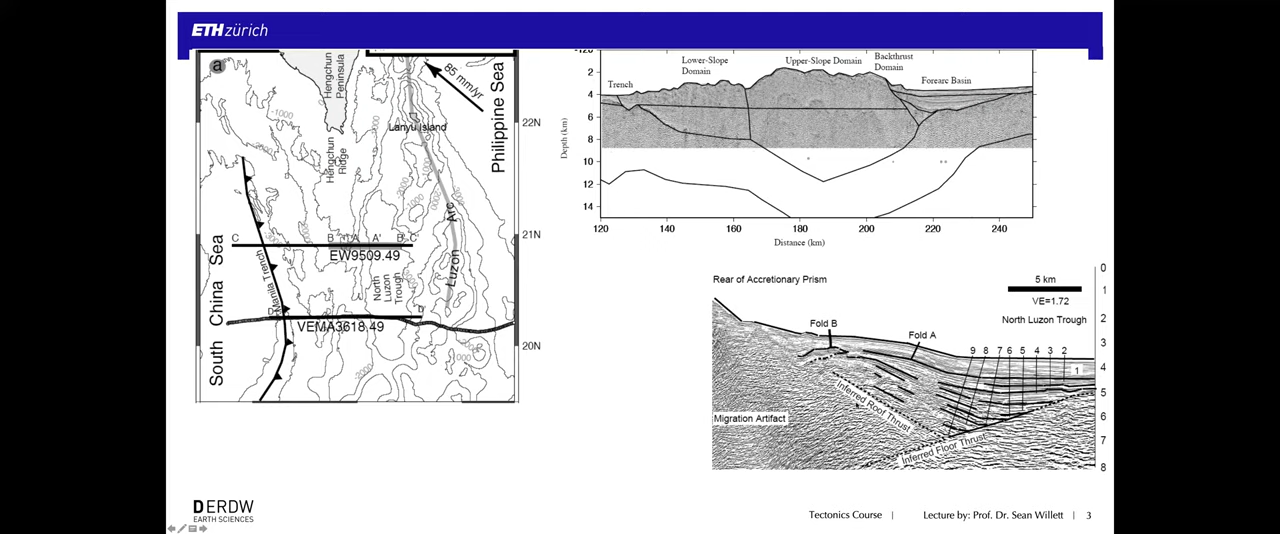 ETH zürich
a
Hengchun
Peninsula
85 mm/yr
Philippine Sea
Lanyu Island
22N
Hengchun
Ridge
21N
20N
Luzon Arc
North
Luzon
Trough
Manila Trench
South China Sea
C
B
A
A'
B'
C'
EW9509.49
D
VEMA3618.49
-1000
Lower-Slope
Domain
Upper-Slope Domain
Backthrust
Domain
Trench
Forearc Basin
2
4
6
8
10
12
14
Depth (km)
120 140 160 180 200 220 240
Distance (km)
Rear of Accretionary Prism
5 km
VE=1.72
North Luzon Trough
Fold B
Fold A
9 8 7 6 5 4 3 2
1
Inferred Roof Thrust
Inferred Floor Thrust
Migration Artifact
0
1
2
3
4
5
6
7
8
DERDW
EARTH SCIENCES
Tectonics Course | Lecture by: Prof. Dr. Sean Willett | 3